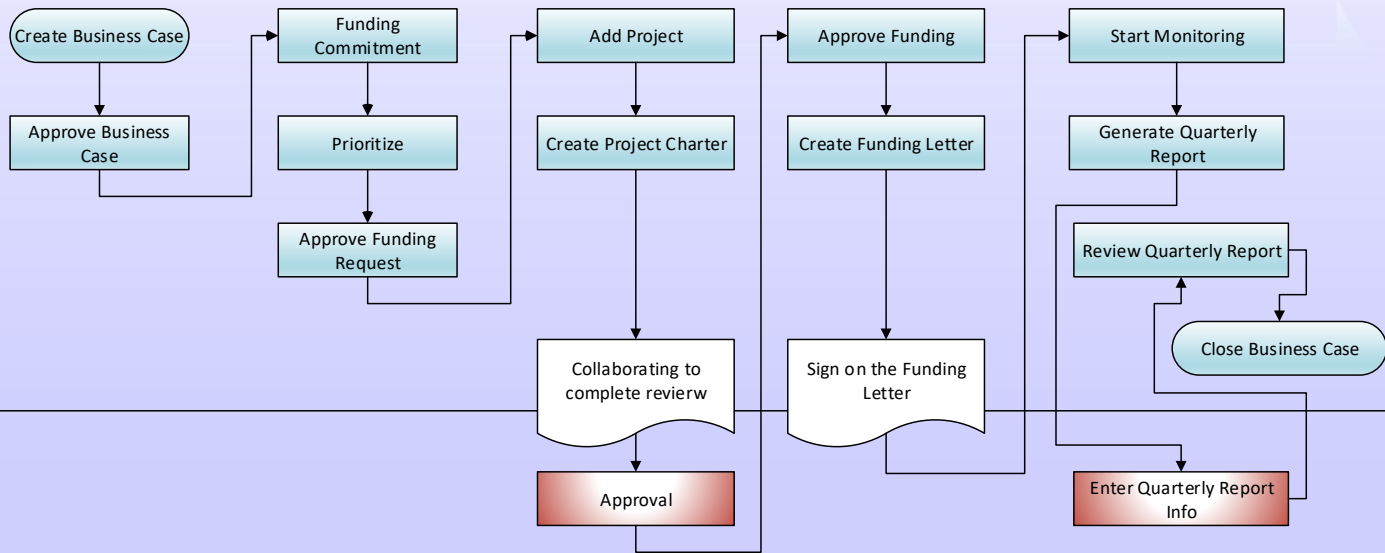 Create Business Case
Approve Business
Case
Funding
Commitment
Prioritize
Approve Funding
Request
Add Project
Create Project Charter
Collaborating to
complete revierw
Approval
Approve Funding
Create Funding Letter
Sign on the Funding
Letter
Start Monitoring
Generate Quarterly
Report
Review Quarterly Report
Close Business Case
Enter Quarterly Report
Info